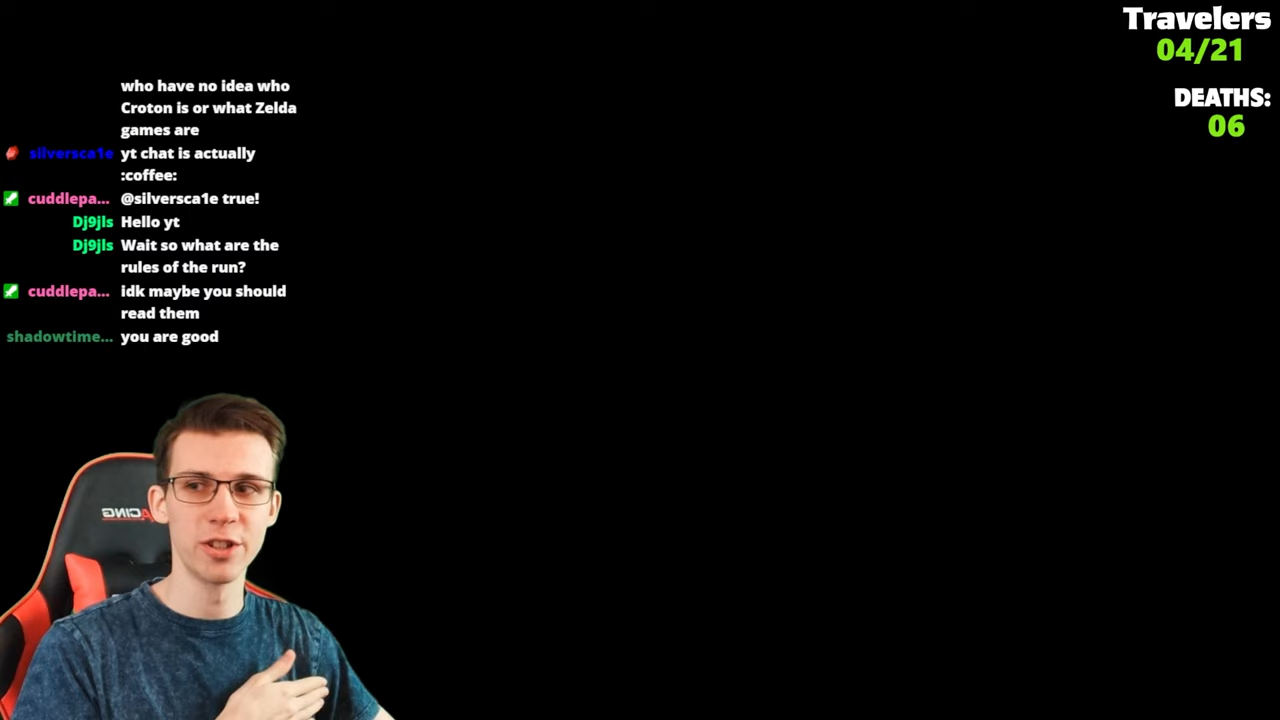 Travelers
04/21
DEATHS:
06
who have no idea who
Croton is or what Zelda
games are
silversca1e yt chat is actually
:coffee:
cuddlepa... @silversca1e true!
Dj9jls Hello yt
Dj9jls Wait so what are the
rules of the run?
cuddlepa... idk maybe you should
read them
shadowtime... you are good